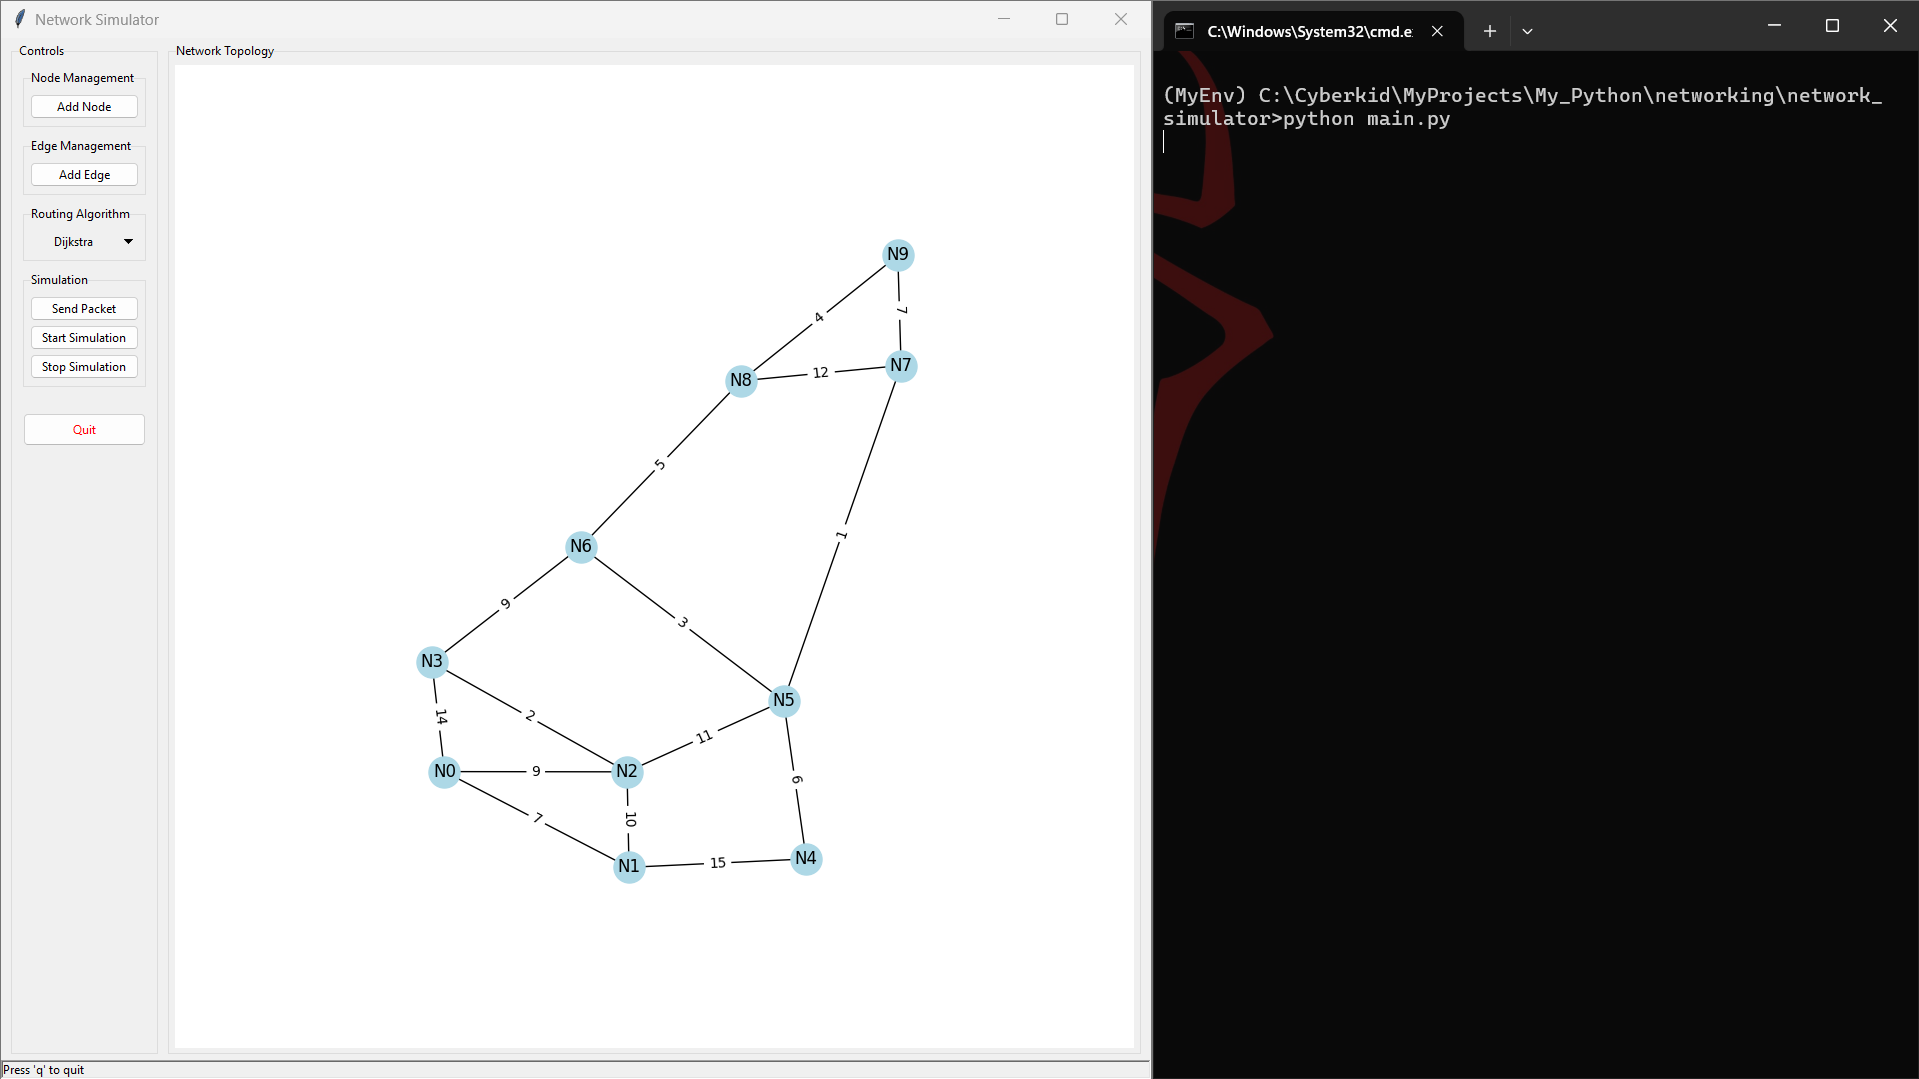 Network Simulator
Controls
Node Management
Add Node
Edge Management
Add Edge
Routing Algorithm
Dijkstra
Simulation
Send Packet
Start Simulation
Stop Simulation
Quit
Network Topology
N9
4
7
N8
12
N7
5
1
N6
9
3
N3
2
N5
14
11
N0
9
N2
6
7
10
N1
15
N4
Press 'q' to quit
C:\Windows\System32\cmd.e
(MyEnv) C:\Cyberkid\MyProjects\My_Python\networking\network_
simulator>python main.py